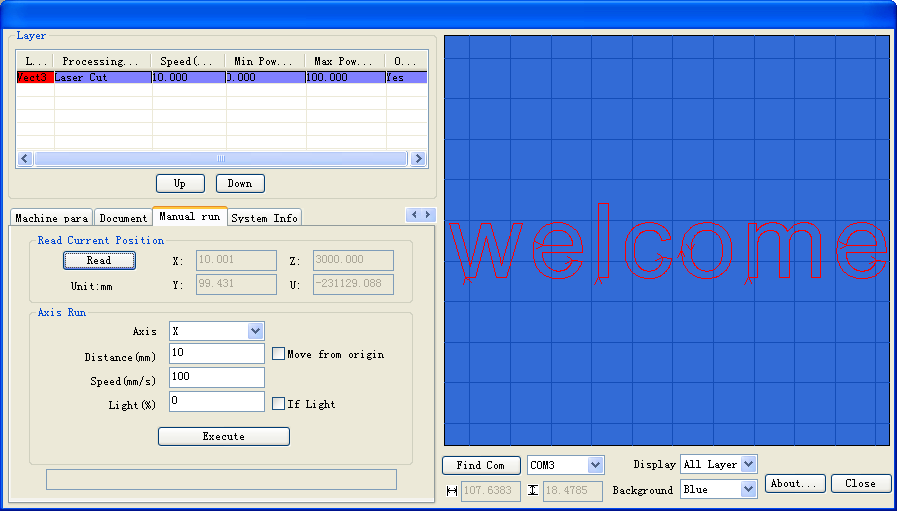 Layer
L... Processing... Speed(... Min Pow... Max Pow... O...
Vect3 Laser Cut 10.000 0.000 100.000 Yes
Up Down
Machine para Document Manual run System Info
Read Current Position
Read X: 10.001 Z: 3000.000
Unit:mm Y: 99.431 U: -231129.088
Axis Run
Axis X
Distance(mm) 10 Move from origin
Speed(mm/s) 100
Light(%) 0 If Light
Execute
welcome
Find Com COM3 Display All Layer
107.6383 18.4785 Background Blue About... Close